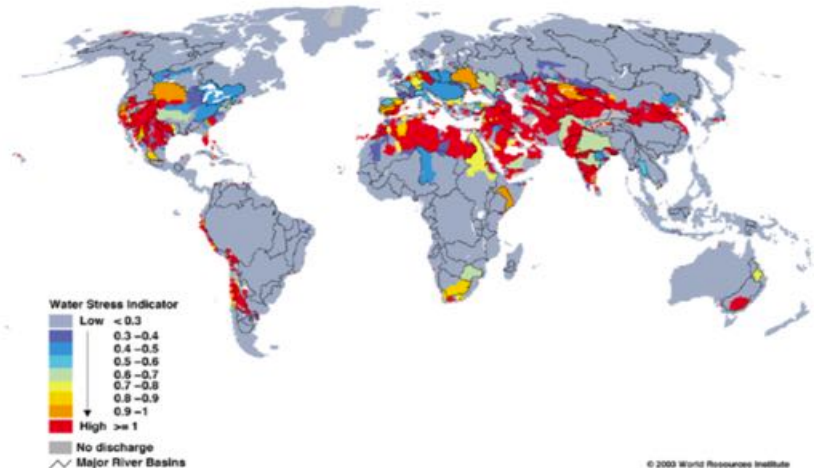 Water Stress Indicator
Low < 0.3
0.3 -0.4
0.4 -0.5
0.5 -0.6
0.6 -0.7
0.7 -0.8
0.8 -0.9
0.9 -1
High >= 1
No discharge
Major River Basins
© 2003 World Resources Institute